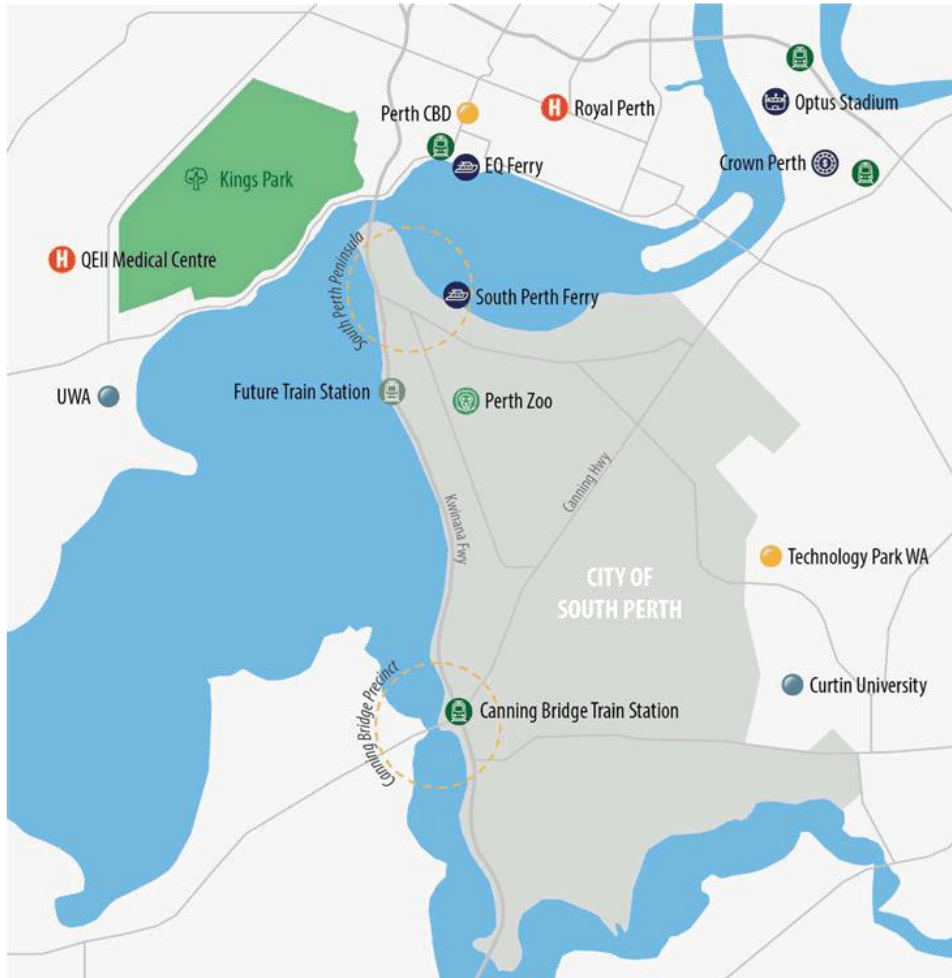 Perth CBD
H Royal Perth
Optus Stadium
EQ Ferry
Crown Perth
$
Kings Park
H QEII Medical Centre
South Perth Peninsula
South Perth Ferry
Future Train Station
UWA
Perth Zoo
Canning Hwy
Kwinana Fwy
Technology Park WA
CITY OF
SOUTH PERTH
Curtin University
Canning Bridge Precinct
Canning Bridge Train Station